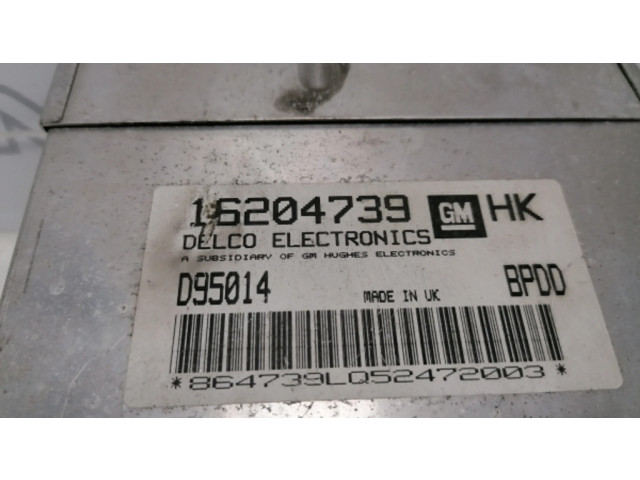 16204739 GM HK
DELCO ELECTRONICS
A SUBSIDIARY OF GM HUGHES ELECTRONICS
D95014 MADE IN UK BPDD
*864739LQ52472003*